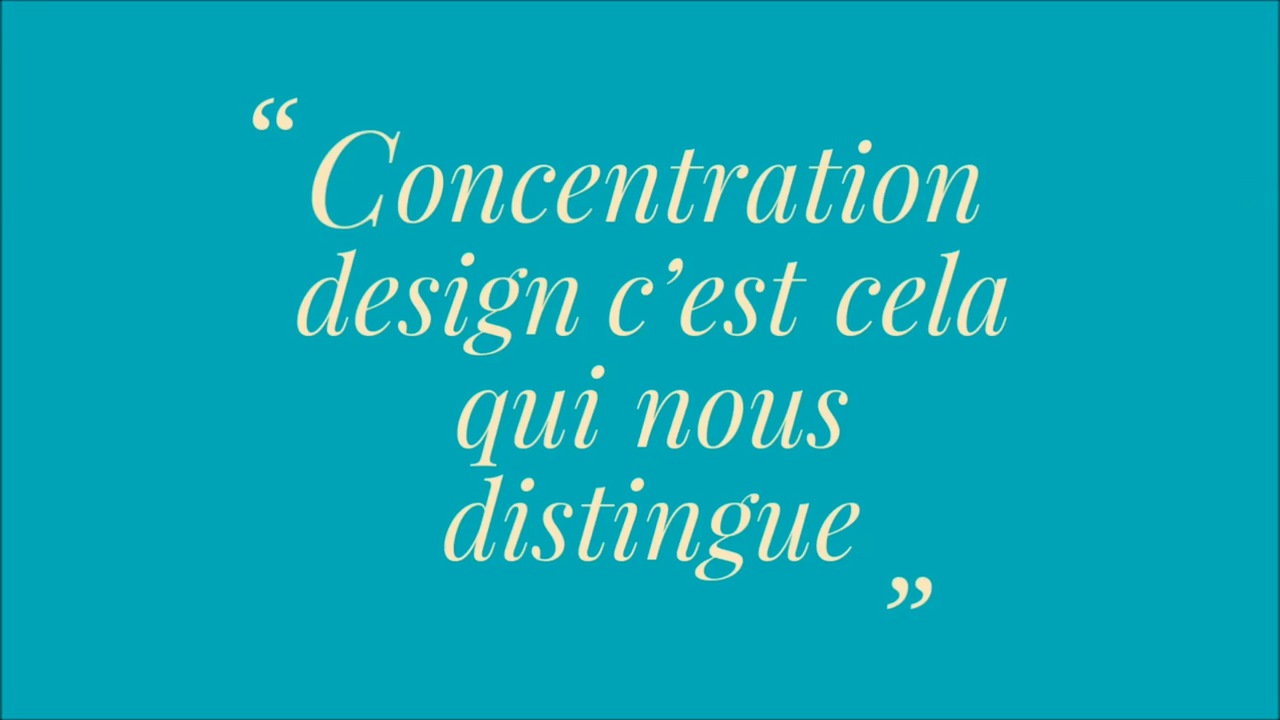 “Concentration
design c’est cela
qui nous
distingue”